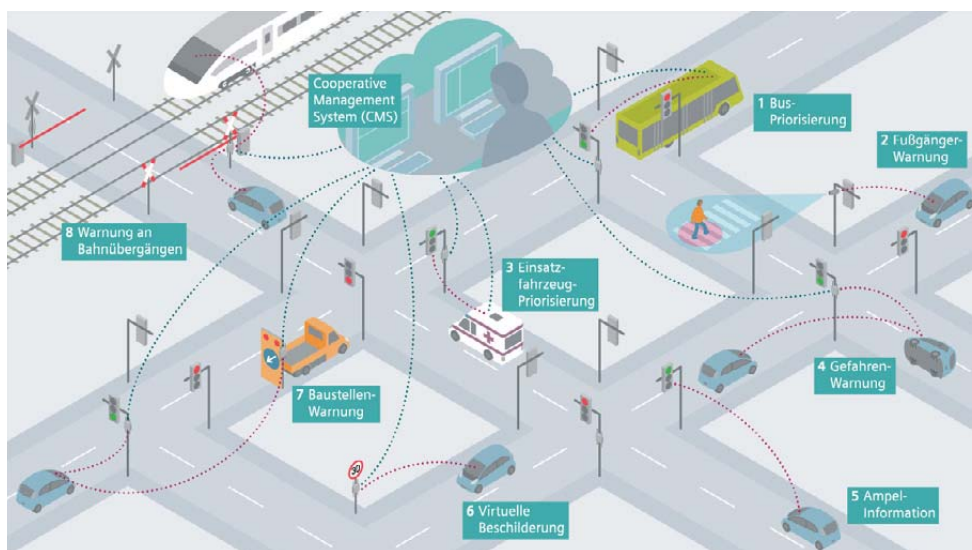 Cooperative
Management
System (CMS)
1 Bus-
Priorisierung
2 Fußgänger-
Warnung
3 Einsatz-
fahrzeug-
Priorisierung
4 Gefahren-
Warnung
5 Ampel-
Information
6 Virtuelle
Beschilderung
7 Baustellen-
Warnung
8 Warnung an
Bahnübergängen
30